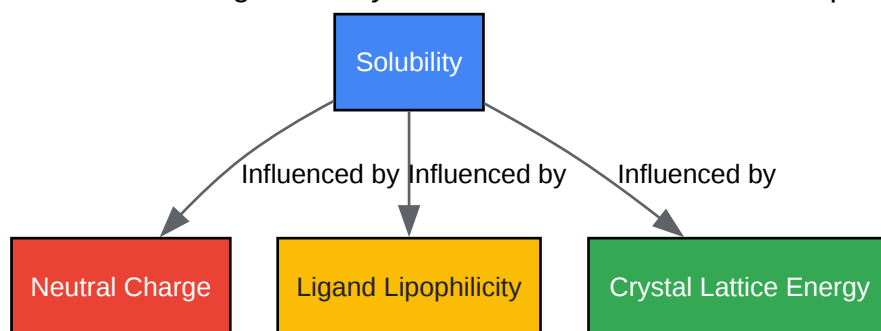 Solubility
Influenced by
Influenced by
Influenced by
Neutral Charge
Ligand Lipophilicity
Crystal Lattice Energy